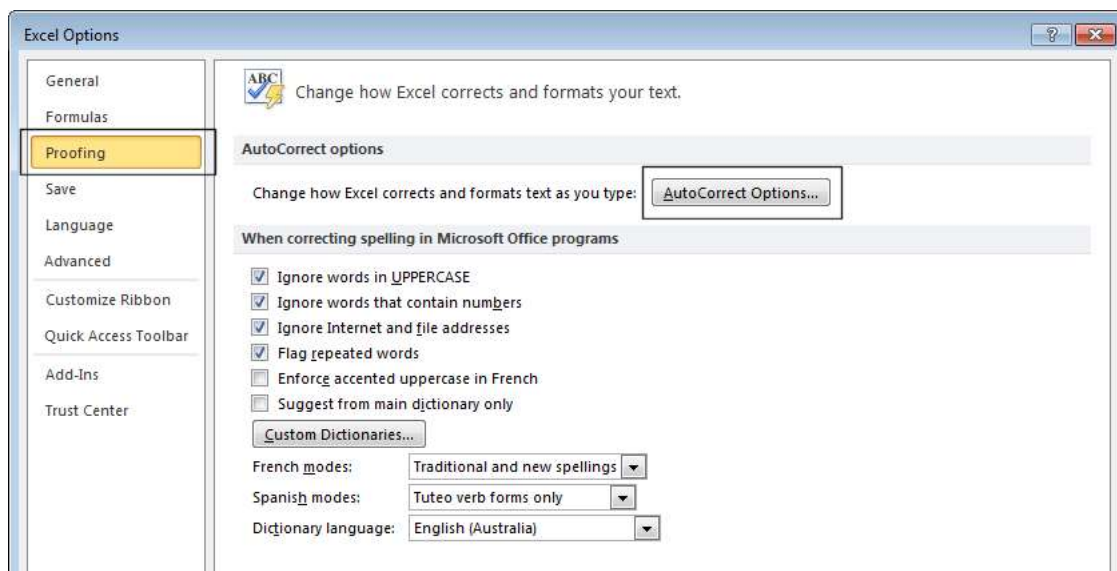 Excel Options
General
Formulas
Proofing
Save
Language
Advanced
Customize Ribbon
Quick Access Toolbar
Add-Ins
Trust Center
ABC
Change how Excel corrects and formats your text.
AutoCorrect options
Change how Excel corrects and formats text as you type: AutoCorrect Options...
When correcting spelling in Microsoft Office programs
Ignore words in UPPERCASE
Ignore words that contain numbers
Ignore Internet and file addresses
Flag repeated words
Enforce accented uppercase in French
Suggest from main dictionary only
Custom Dictionaries...
French modes: Traditional and new spellings
Spanish modes: Tuteo verb forms only
Dictionary language: English (Australia)